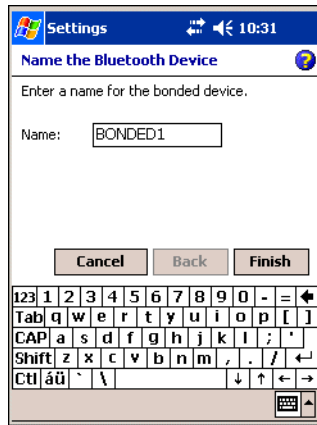 Settings 10:31
Name the Bluetooth Device ?
Enter a name for the bonded device.
Name: BONDED1
Cancel Back Finish
123 1 2 3 4 5 6 7 8 9 0 - =
Tab q w e r t y u i o p [ ]
CAP a s d f g h j k l ; '
Shift z x c v b n m , . /
Ctl áü ` \